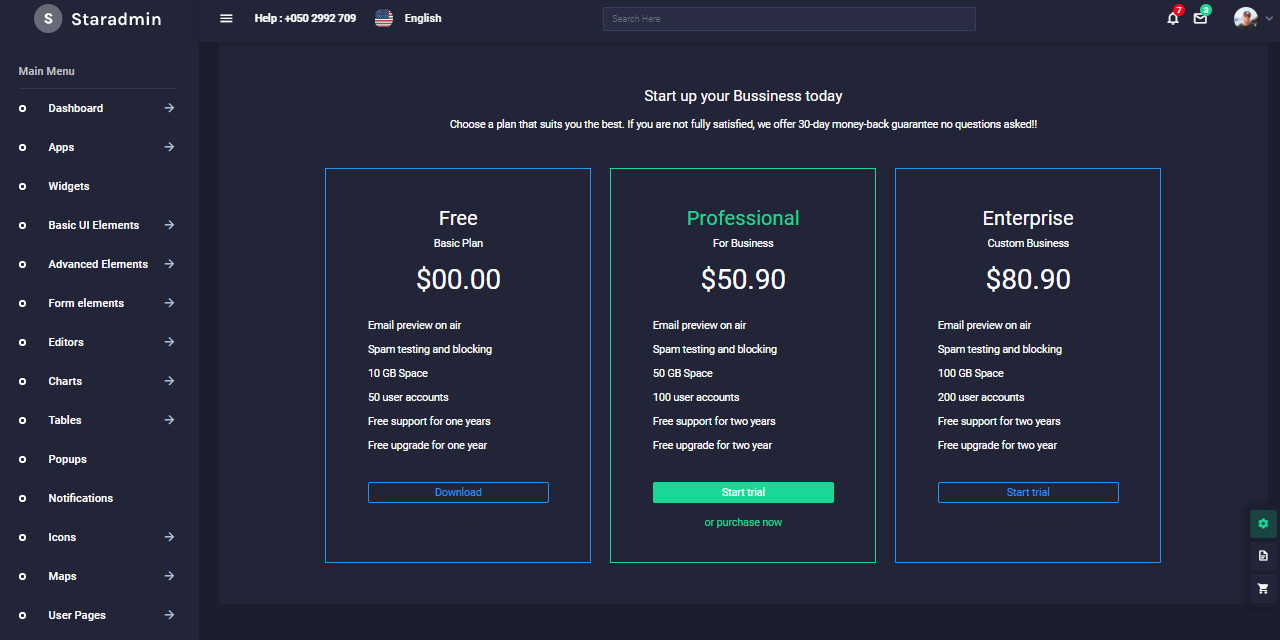 S Staradmin
Help : +050 2992 709 English
Search Here
7
3
Main Menu
Dashboard
Apps
Widgets
Basic UI Elements
Advanced Elements
Form elements
Editors
Charts
Tables
Popups
Notifications
Icons
Maps
User Pages
Start up your Bussiness today
Choose a plan that suits you the best. If you are not fully satisfied, we offer 30-day money-back guarantee no questions asked!!
Free
Basic Plan
$00.00
Email preview on air
Spam testing and blocking
10 GB Space
50 user accounts
Free support for one years
Free upgrade for one year
Download
Professional
For Business
$50.90
Email preview on air
Spam testing and blocking
50 GB Space
100 user accounts
Free support for two years
Free upgrade for two year
Start trial
or purchase now
Enterprise
Custom Business
$80.90
Email preview on air
Spam testing and blocking
100 GB Space
200 user accounts
Free support for two years
Free upgrade for two year
Start trial